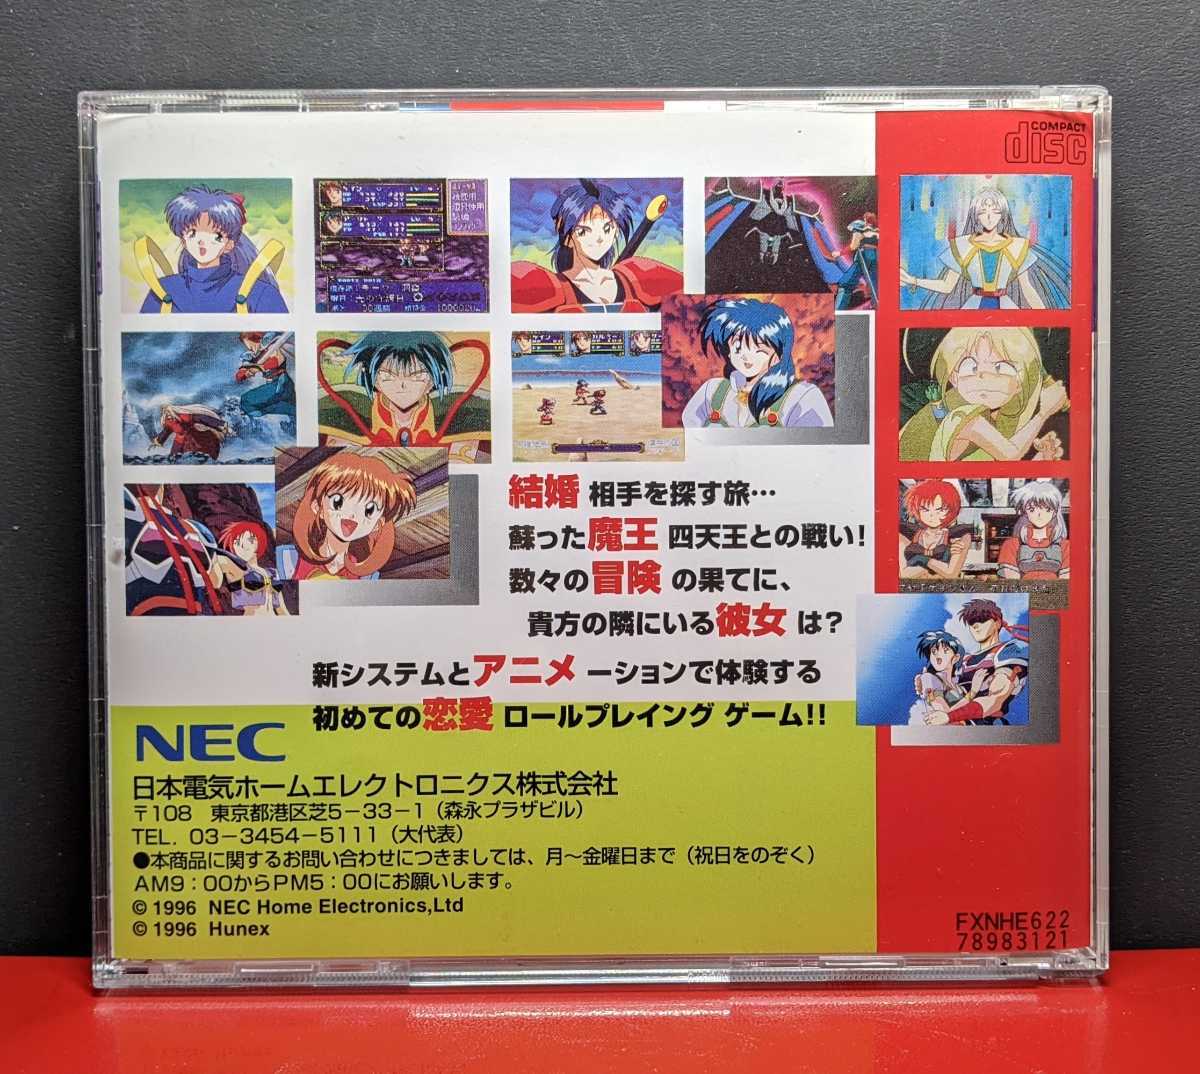 COMPACT
disc
結婚 相手を探す旅…
蘇った魔王 四天王との戦い!
数々の冒険 の果てに、
貴方の隣にいる彼女 は?
新システムとアニメ ーションで体験する
初めての恋愛 ロールプレイング ゲーム!!
NEC
日本電気ホームエレクトロニクス株式会社
〒108 東京都港区芝5-33-1(森永プラザビル)
TEL. 03-3454-5111(大代表)
●本商品に関するお問い合わせにつきましては、月〜金曜日まで(祝日をのぞく)
AM9:00からPM5:00にお願いします。
© 1996 NEC Home Electronics,Ltd
© 1996 Hunex
FXNHE622
78983121